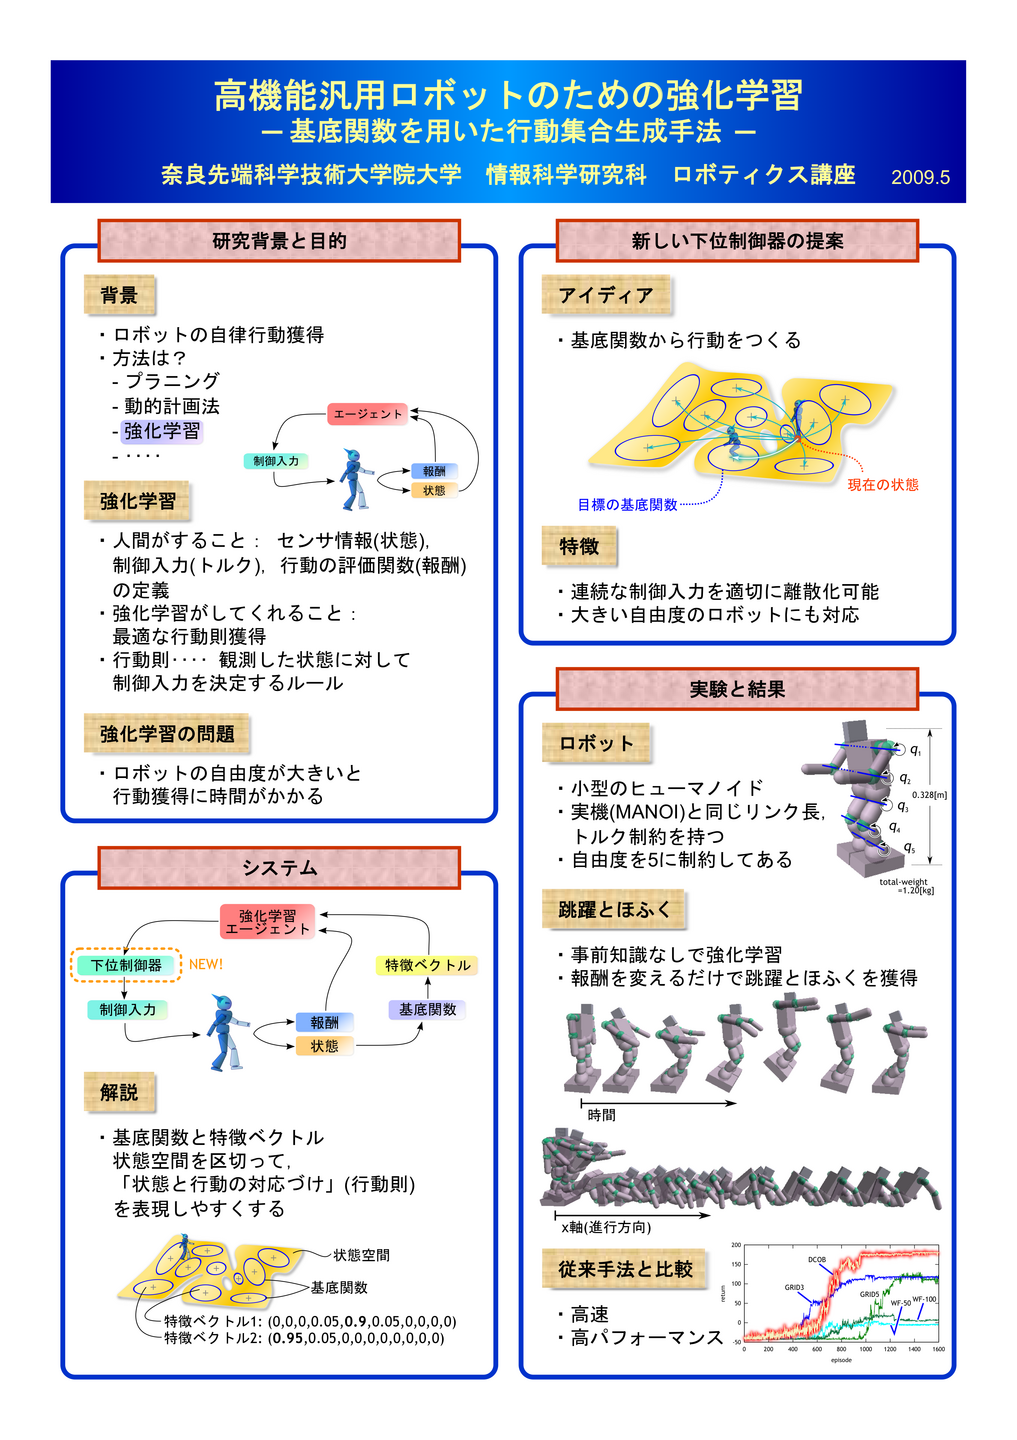 高機能汎用ロボットのための強化学習
― 基底関数を用いた行動集合生成手法 ―
奈良先端科学技術大学院大学　情報科学研究科　ロボティクス講座　2009.5
研究背景と目的
背景
・ロボットの自律行動獲得
・方法は？
- プラニング
- 動的計画法
- 強化学習
- ････
エージェント
制御入力
報酬
状態
強化学習
・人間がすること： センサ情報(状態),
制御入力(トルク), 行動の評価関数(報酬)
の定義
・強化学習がしてくれること：
最適な行動則獲得
・行動則････ 観測した状態に対して
制御入力を決定するルール
強化学習の問題
・ロボットの自由度が大きいと
行動獲得に時間がかかる
システム
強化学習
エージェント
下位制御器
NEW!
特徴ベクトル
制御入力
報酬
基底関数
状態
解説
・基底関数と特徴ベクトル
状態空間を区切って,
「状態と行動の対応づけ」(行動則)
を表現しやすくする
状態空間
基底関数
特徴ベクトル1: (0,0,0,0.05,0.9,0.05,0,0,0,0)
特徴ベクトル2: (0.95,0.05,0,0,0,0,0,0,0,0)
新しい下位制御器の提案
アイディア
・基底関数から行動をつくる
現在の状態
目標の基底関数
特徴
・連続な制御入力を適切に離散化可能
・大きい自由度のロボットにも対応
実験と結果
ロボット
・小型のヒューマノイド
・実機(MANOI)と同じリンク長,
トルク制約を持つ
・自由度を5に制約してある
q1
q2
0.328[m]
q3
q4
q5
total-weight
=1.20[kg]
跳躍とほふく
・事前知識なしで強化学習
・報酬を変えるだけで跳躍とほふくを獲得
時間
x軸(進行方向)
従来手法と比較
・高速
・高パフォーマンス
200
150
100
50
0
-50
return
DCOB
GRID3
GRID5
WF-50
WF-100
0 200 400 600 800 1000 1200 1400 1600
episode